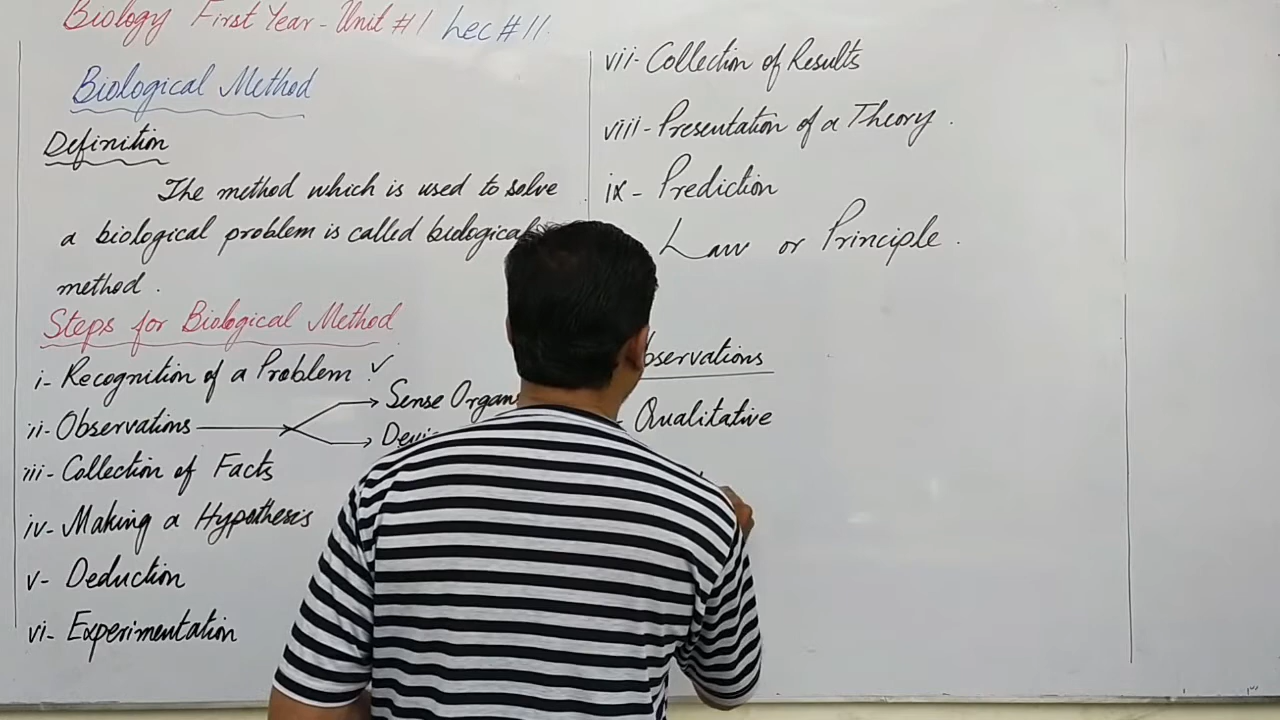 Biology First Year - Unit #1 Lec #11.
Biological Method
Definition
The method which is used to solve
a biological problem is called biological
method.
Steps for Biological Method
i- Recognition of a Problem. ✓
ii- Observations
Sense Organs
iii- Collection of Facts
iv- Making a Hypothesis
v- Deduction
vi- Experimentation
vii- Collection of Results
viii- Presentation of a Theory.
ix- Prediction
Law or Principle.
bservations
- Qualitative